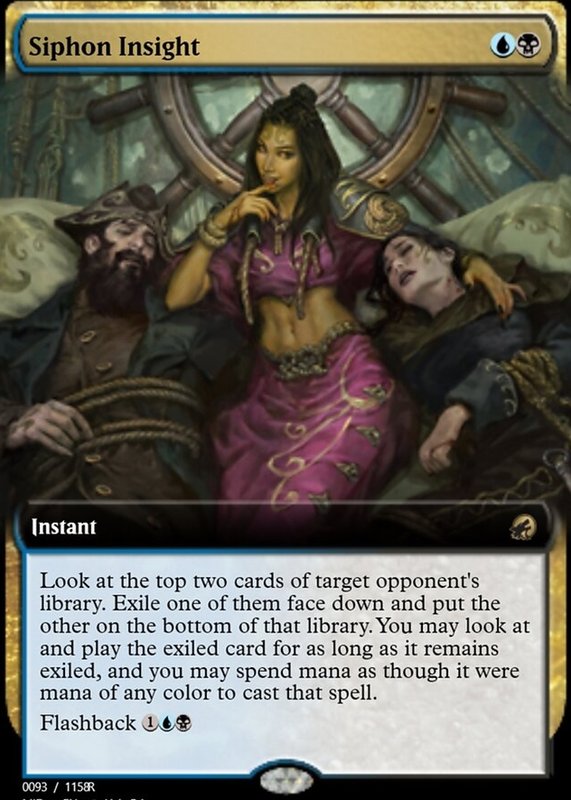 Siphon Insight
Instant
Look at the top two cards of target opponent's
library. Exile one of them face down and put the
other on the bottom of that library. You may look at
and play the exiled card for as long as it remains
exiled, and you may spend mana as though it were
mana of any color to cast that spell.
Flashback 1
0093 / 1158R